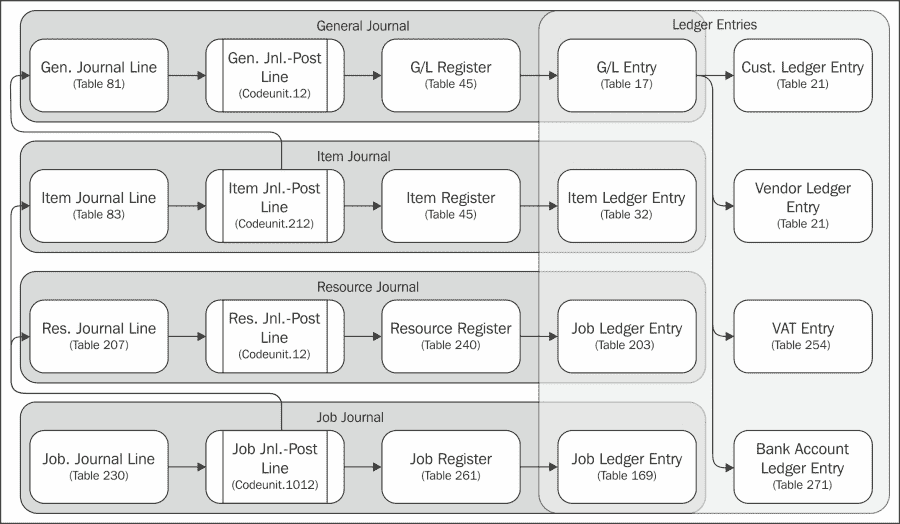 General Journal
Ledger Entries
Gen. Journal Line
(Table 81)
Gen. Jnl.-Post
Line
(Codeunit.12)
G/L Register
(Table 45)
G/L Entry
(Table 17)
Cust. Ledger Entry
(Table 21)
Item Journal
Item Journal Line
(Table 83)
Item Jnl.-Post
Line
(Codeunit.212)
Item Register
(Table 45)
Item Ledger Entry
(Table 32)
Vendor Ledger
Entry
(Table 21)
Resource Journal
Res. Journal Line
(Table 207)
Res. Jnl.-Post
Line
(Codeunit.12)
Resource Register
(Table 240)
Job Ledger Entry
(Table 203)
VAT Entry
(Table 254)
Job Journal
Job. Journal Line
(Table 230)
Job Jnl.-Post
Line
(Codeunit.1012)
Job Register
(Table 261)
Job Ledger Entry
(Table 169)
Bank Account
Ledger Entry
(Table 271)